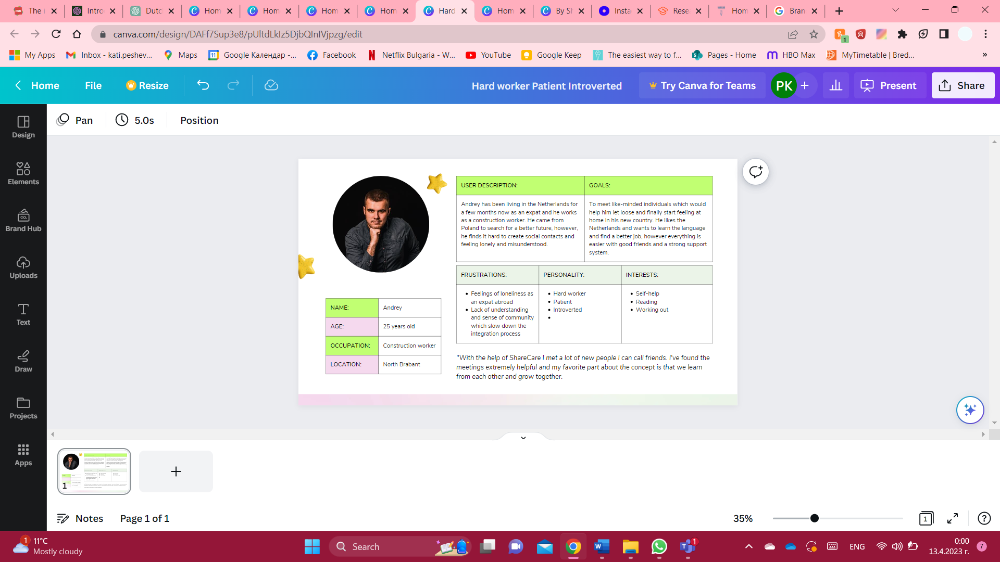 The i
Intro
Dutc
Hom
Hom
Hom
Hom
Hard
Hom
By Sh
Insta
Rese
Hom
Bran
canva.com/design/DAFf7Sup3e8/pUltdLkIz5DjbQInIVjpzg/edit
1
My Apps
Inbox - kati.peshev...
Maps
Google Календар -...
Facebook
Netflix Bulgaria - W...
YouTube
Google Keep
The easiest way to f...
Pages - Home
HBO Max
MyTimetable | Bred...
»
Home
File
Resize
Hard worker Patient Introverted
Try Canva for Teams
PK
Present
Share
Pan
5.0s
Position
Design
Elements
Brand Hub
Uploads
Text
Draw
Projects
Apps
USER DESCRIPTION:
Andrey has been living in the Netherlands for
a few months now as an expat and he works
as a construction worker. He came from
Poland to search for a better future, however,
he finds it hard to create social contacts and
feeling lonely and misunderstood.
GOALS:
To meet like-minded individuals which would
help him let loose and finally start feeling at
home in his new country. He likes the
Netherlands and wants to learn the language
and find a better job, however everything is
easier with good friends and a strong support
system.
FRUSTRATIONS:
• Feelings of loneliness as
an expat abroad
• Lack of understanding
and sense of community
which slow down the
integration process
PERSONALITY:
• Hard worker
• Patient
• Introverted
•
INTERESTS:
• Self-help
• Reading
• Working out
NAME: Andrey
AGE: 25 years old
OCCUPATION: Construction worker
LOCATION: North Brabant
"With the help of ShareCare I met a lot of new people I can call friends. I've found the
meetings extremely helpful and my favorite part about the concept is that we learn
from each other and grow together.
1
Notes
Page 1 of 1
35%
1
1
11°C
Mostly cloudy
Search
1
ENG
0:00
13.4.2023 г.
7